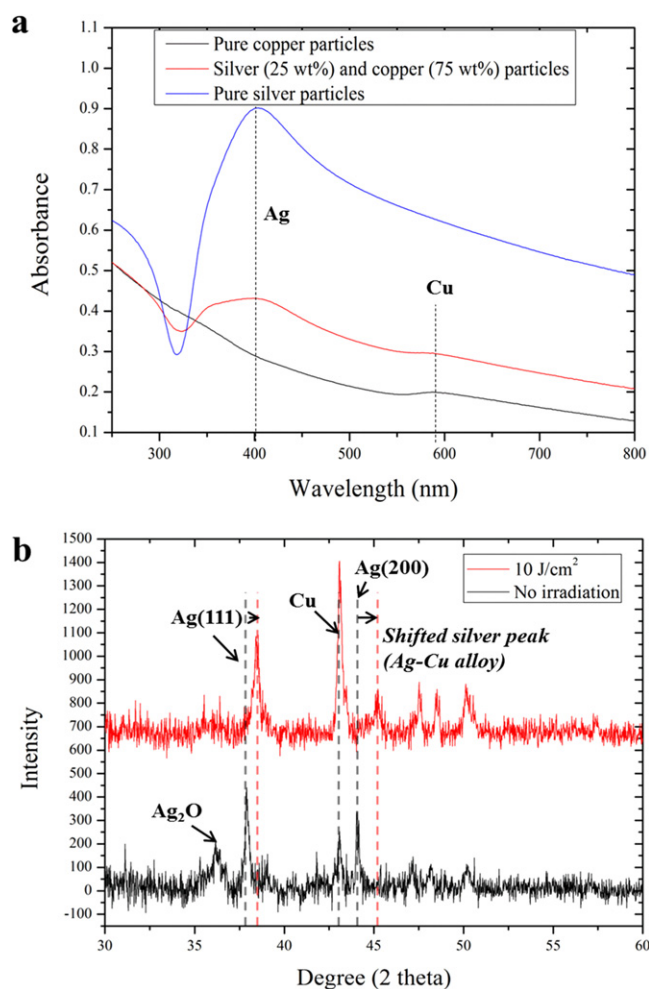 a
Pure copper particles
Silver (25 wt%) and copper (75 wt%) particles
Pure silver particles
1.1
1.0
0.9
0.8
0.7
0.6
0.5
0.4
0.3
0.2
0.1
Absorbance
Ag
Cu
300 400 500 600 700 800
Wavelength (nm)
b
10 J/cm²
No irradiation
1500
1400
1300
1200
1100
1000
900
800
700
600
500
400
300
200
100
0
-100
Intensity
Ag(200)
Ag(111)
Cu
Shifted silver peak
(Ag-Cu alloy)
Ag₂O
30 35 40 45 50 55 60
Degree (2 theta)